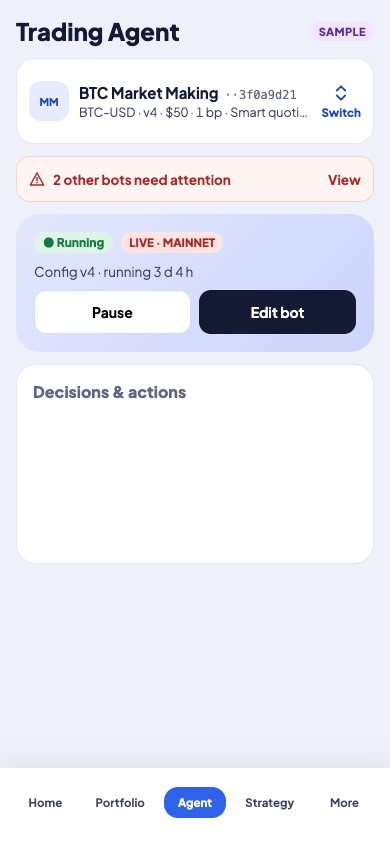 Trading Agent
SAMPLE
MM
BTC Market Making ··3f0a9d21
BTC-USD · v4 · $50 · 1 bp · Smart quoti...
Switch
2 other bots need attention
View
Running
LIVE · MAINNET
Config v4 · running 3 d 4 h
Pause
Edit bot
Decisions & actions
Home
Portfolio
Agent
Strategy
More